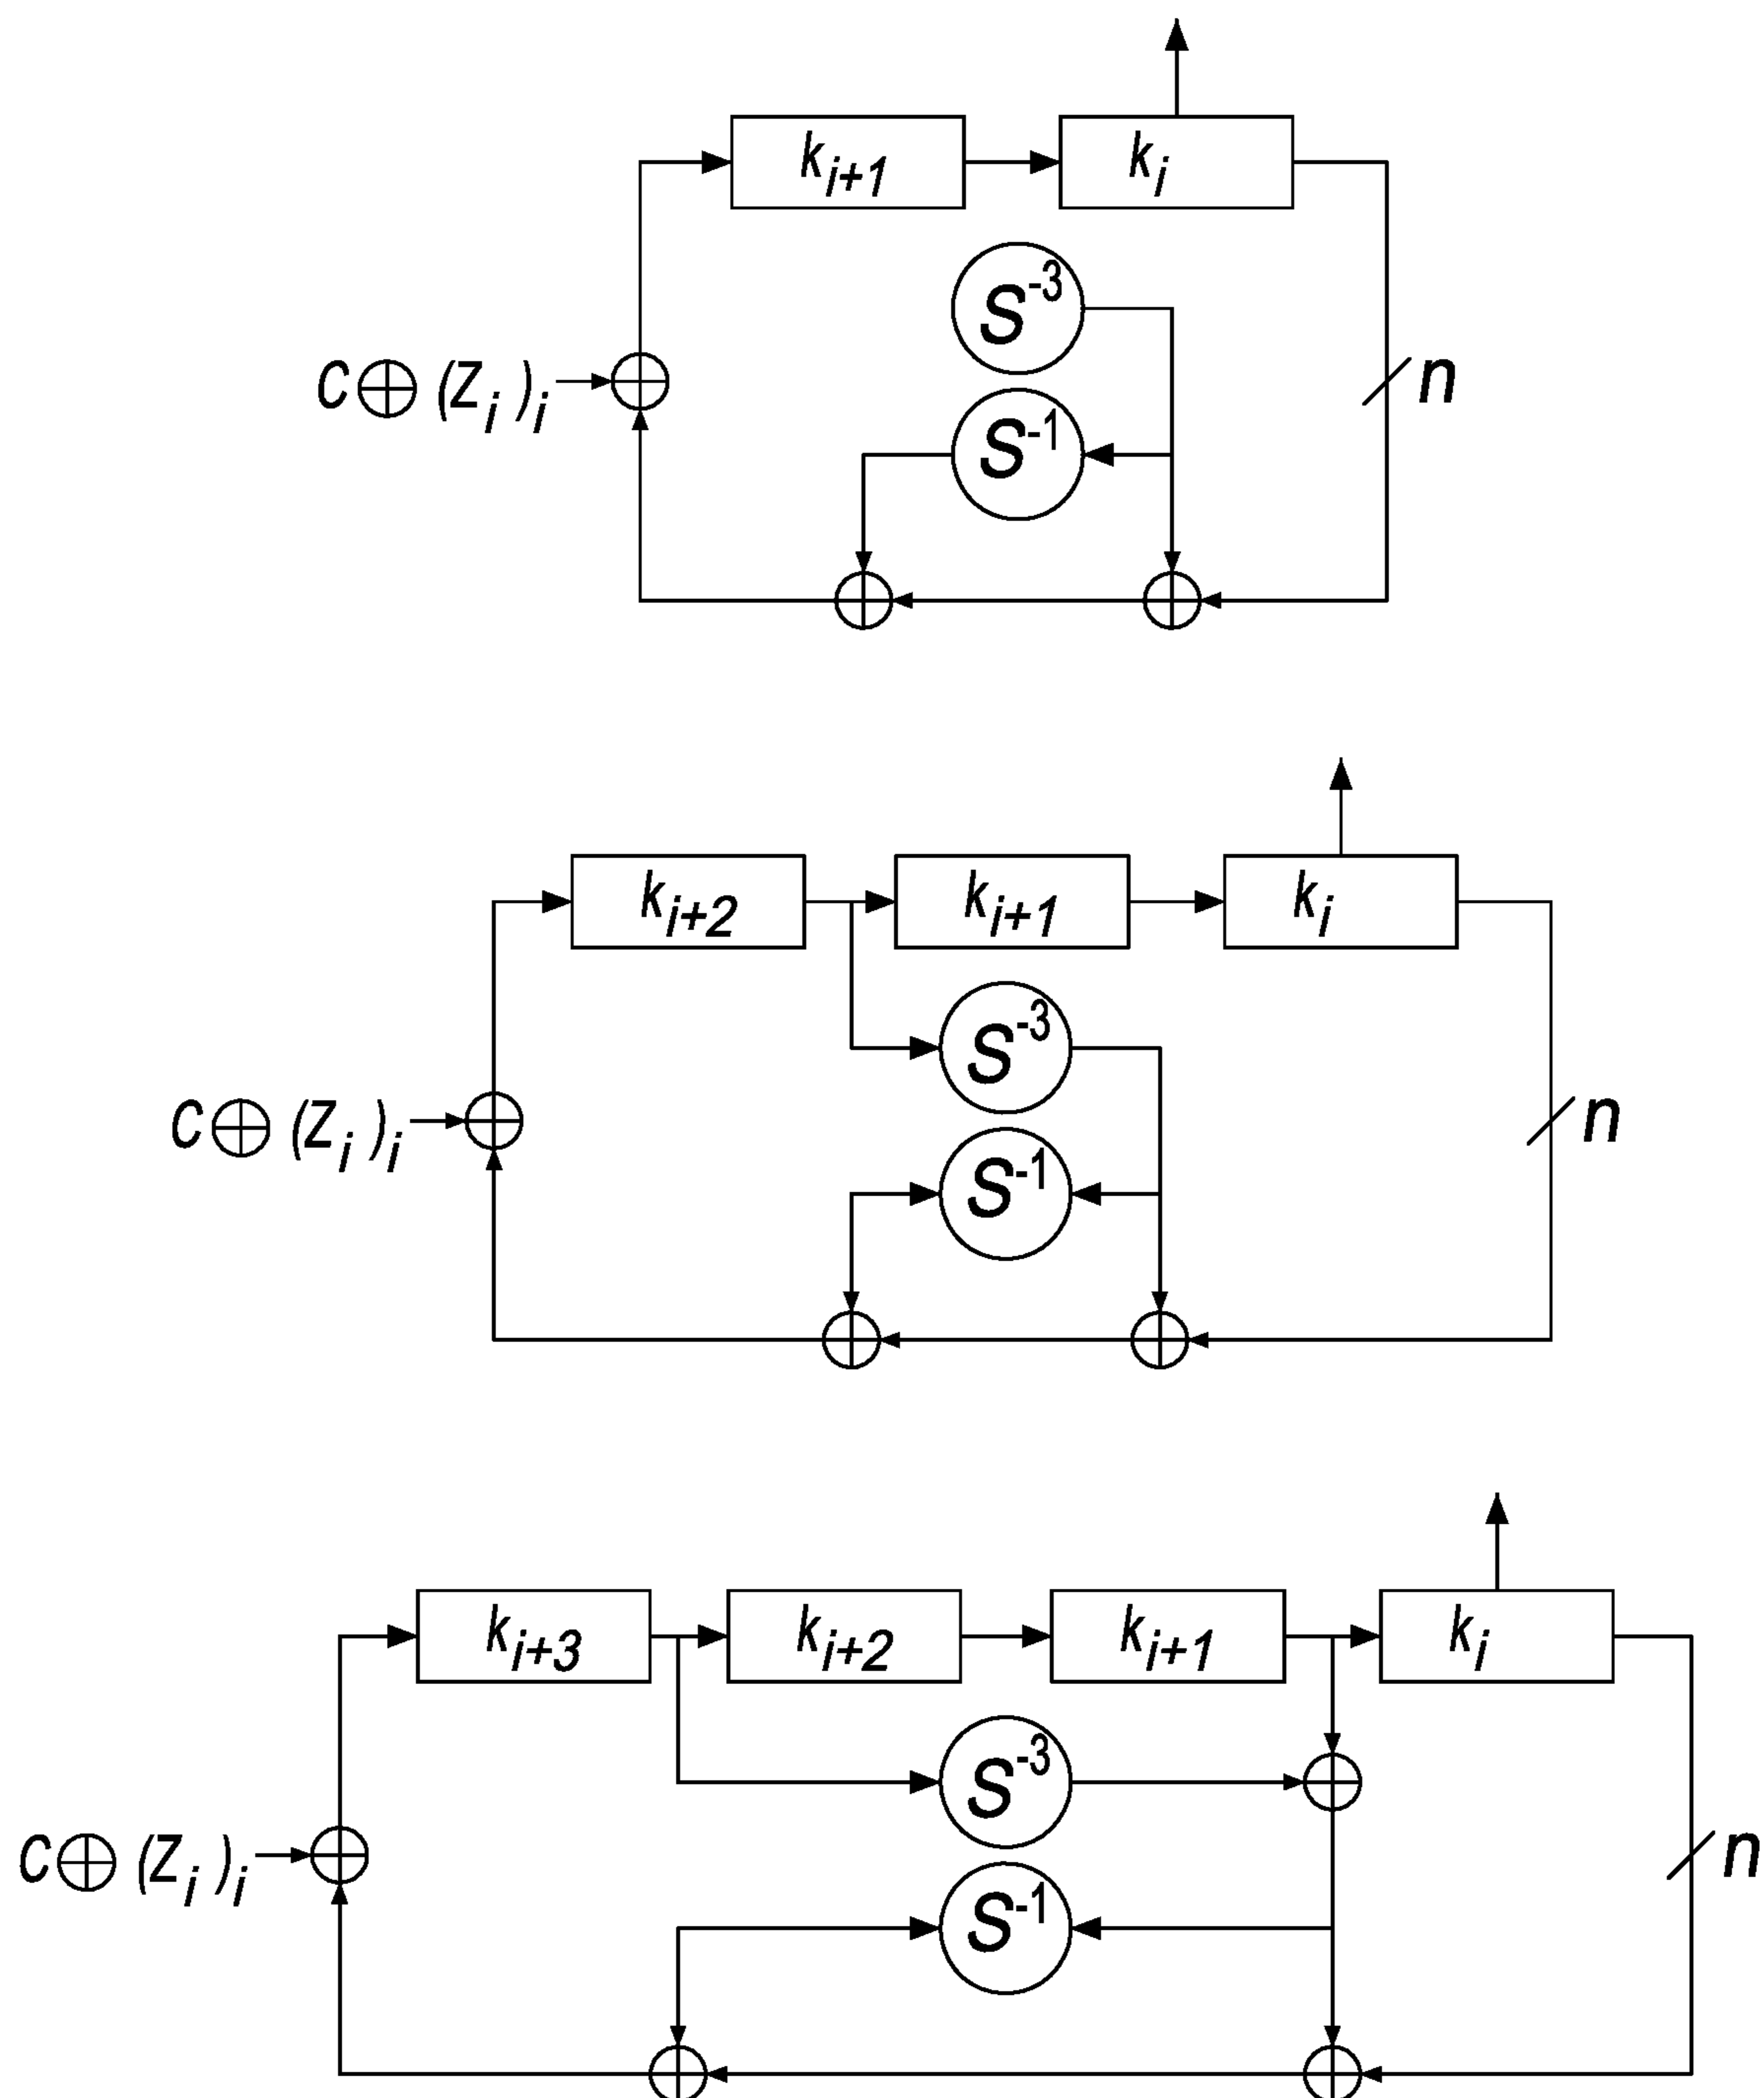 k_{i+1} k_i
S^{-3}
c⊕(z_i)_i n
S^{-1}
k_{i+2} k_{i+1} k_i
S^{-3}
c⊕(z_i)_i n
S^{-1}
k_{i+3} k_{i+2} k_{i+1} k_i
S^{-3}
c⊕(z_i)_i n
S^{-1}